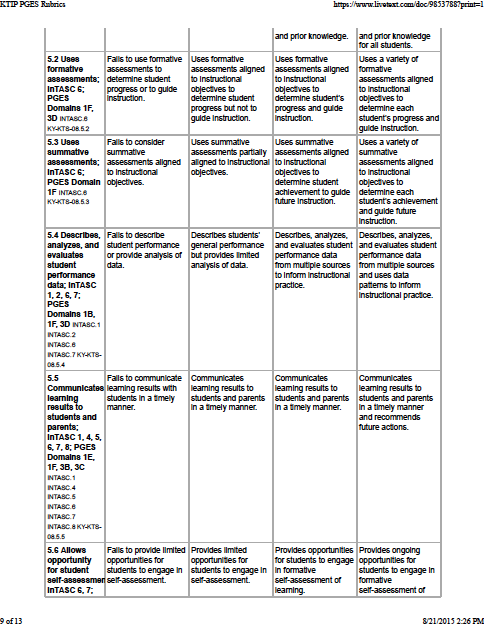 KTIP PGES Rubrics
https://www.livetext.com/doc/9853788?print=1
and prior knowledge.
and prior knowledge
for all students.
5.2 Uses
formative
assessments;
InTASC 6;
PGES
Domains 1F,
3D INTASC.6
KY-KTS-08.5.2
Fails to use formative
assessments to
determine student
progress or to guide
instruction.
Uses formative
assessments aligned
to instructional
objectives to
determine student
progress but not to
guide instruction.
Uses formative
assessments aligned
to instructional
objectives to
determine student's
progress and guide
instruction.
Uses a variety of
formative
assessments aligned
to instructional
objectives to
determine each
student's progress and
guide instruction.
5.3 Uses
summative
assessments;
InTASC 6;
PGES Domain
1F INTASC.6
KY-KTS-08.5.3
Fails to consider
summative
assessments aligned
to instructional
objectives.
Uses summative
assessments partially
aligned to instructional
objectives.
Uses summative
assessments aligned
to instructional
objectives to
determine student
achievement to guide
future instruction.
Uses a variety of
summative
assessments aligned
to instructional
objectives to
determine each
student's achievement
and guide future
instruction.
5.4 Describes,
analyzes, and
evaluates
student
performance
data; InTASC
1, 2, 6, 7;
PGES
Domains 1B,
1F, 3D INTASC.1
INTASC.2
INTASC.6
INTASC.7 KY-KTS-
08.5.4
Fails to describe
student performance
or provide analysis of
data.
Describes students'
general performance
but provides limited
analysis of data.
Describes, analyzes,
and evaluates student
performance data
from multiple sources
to inform instructional
practice.
Describes, analyzes,
and evaluates student
performance data
from multiple sources
and uses data
patterns to inform
instructional practice.
5.5
Communicates
learning
results to
students and
parents;
InTASC 1, 4, 5,
6, 7, 8; PGES
Domains 1E,
1F, 3B, 3C
INTASC.1
INTASC.4
INTASC.5
INTASC.6
INTASC.7
INTASC.8 KY-KTS-
08.5.5
Fails to communicate
learning results with
students in a timely
manner.
Communicates
learning results to
students and parents
in a timely manner.
Communicates
learning results to
students and parents
in a timely manner.
Communicates
learning results to
students and parents
in a timely manner
and recommends
future actions.
5.6 Allows
opportunity
for student
self-assessmen
InTASC 6, 7;
Fails to provide limited
opportunities for
students to engage in
self-assessment.
Provides limited
opportunities for
students to engage in
self-assessment.
Provides opportunities
for students to engage
in formative
self-assessment of
learning.
Provides ongoing
opportunities for
students to engage in
formative
self-assessment of
9 of 13
8/21/2015 2:26 PM